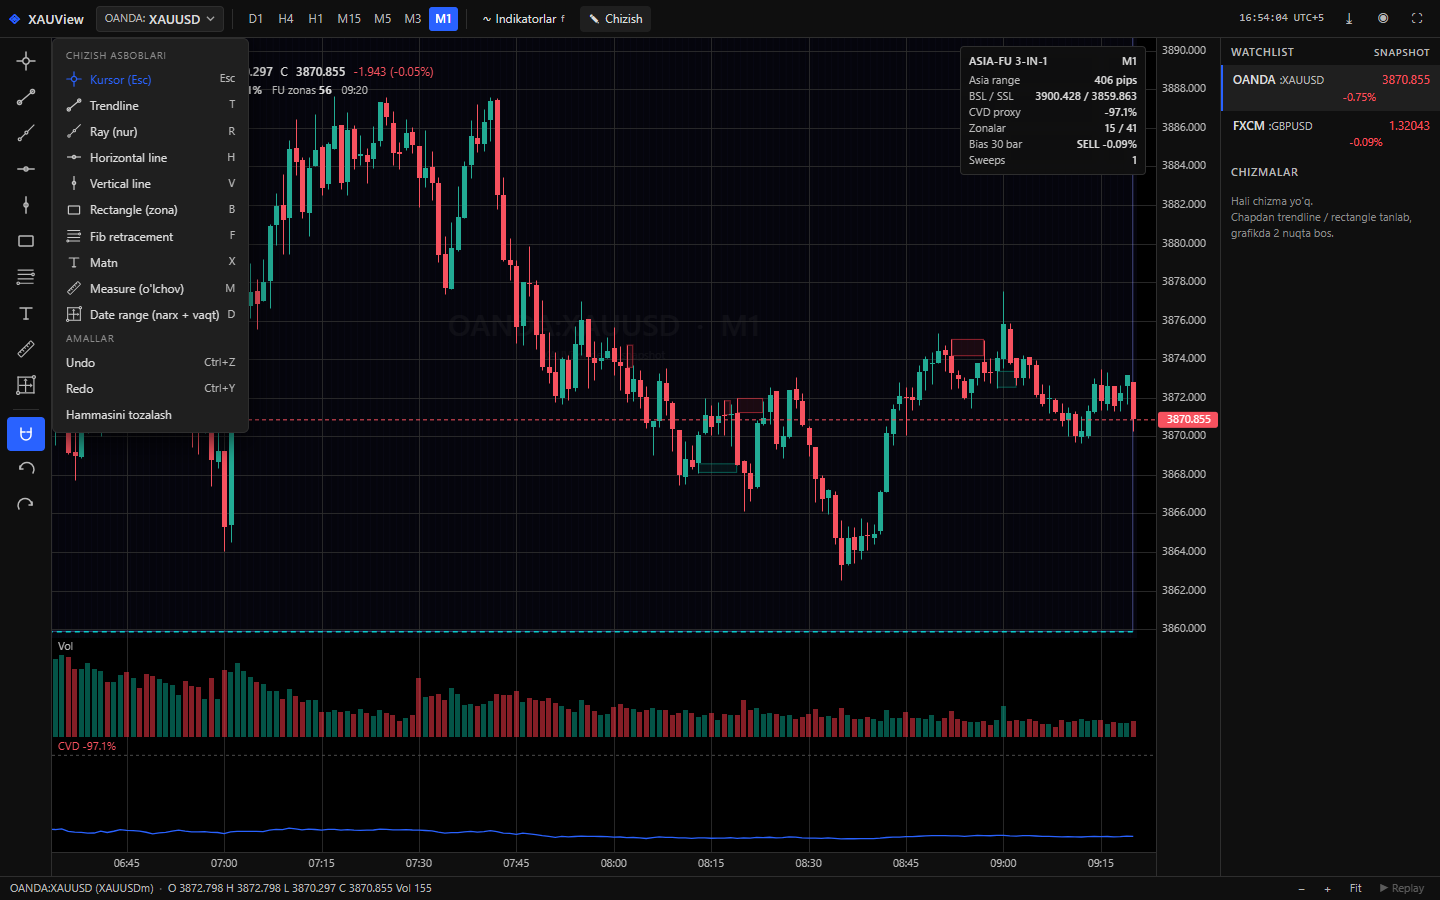 XAUView OANDA: XAUUSD D1 H4 H1 M15 M5 M3 M1 Indikatorlar f Chizish 16:54:04 UTC+5
CHIZISH ASBOBLARI
Kursor (Esc) Esc
Trendline T
Ray (nur) R
Horizontal line H
Vertical line V
Rectangle (zona) B
Fib retracement F
Matn X
Measure (o'lchov) M
Date range (narx + vaqt) D
AMALLAR
Undo Ctrl+Z
Redo Ctrl+Y
Hammasini tozalash
.297 C 3870.855 -1.943 (-0.05%)
1% FU zonas 56 09:20
OANDA:XAUUSD · M1
ASIA-FU 3-IN-1 M1
Asia range 406 pips
BSL / SSL 3900.428 / 3859.863
CVD proxy -97.1%
Zonalar 15 / 41
Bias 30 bar SELL -0.09%
Sweeps 1
3890.000
3888.000
3886.000
3884.000
3882.000
3880.000
3878.000
3876.000
3874.000
3872.000
3870.855
3870.000
3868.000
3866.000
3864.000
3862.000
3860.000
WATCHLIST SNAPSHOT
OANDA :XAUUSD 3870.855
-0.75%
FXCM :GBPUSD 1.32043
-0.09%
CHIZMALAR
Hali chizma yo'q.
Chapdan trendline / rectangle tanlab,
grafikda 2 nuqta bos.
Vol
CVD -97.1%
06:45 07:00 07:15 07:30 07:45 08:00 08:15 08:30 08:45 09:00 09:15
OANDA:XAUUSD (XAUUSDm) · O 3872.798 H 3872.798 L 3870.297 C 3870.855 Vol 155
− + Fit Replay